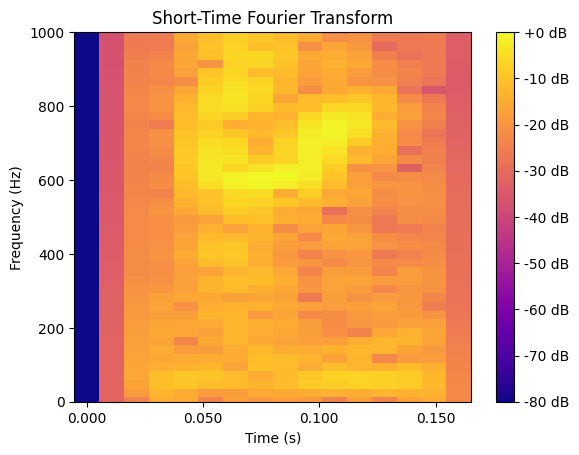 Short-Time Fourier Transform
1000
800
600
400
200
0
Frequency (Hz)
0.000
0.050
0.100
0.150
Time (s)
+0 dB
-10 dB
-20 dB
-30 dB
-40 dB
-50 dB
-60 dB
-70 dB
-80 dB